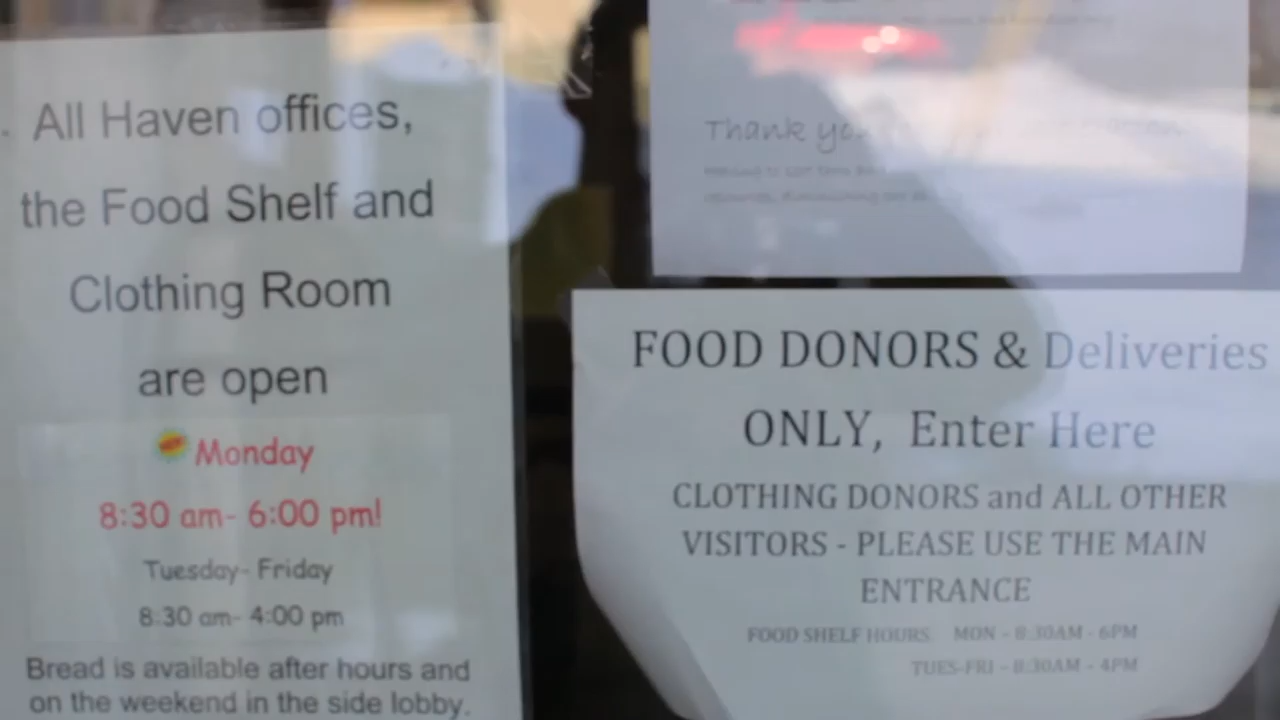 All Haven offices,
the Food Shelf and
Clothing Room
are open
Monday
8:30 am- 6:00 pm!
Tuesday- Friday
8:30 am- 4:00 pm
Bread is available after hours and
on the weekend in the side lobby.
Thank you
FOOD DONORS & Deliveries
ONLY, Enter Here
CLOTHING DONORS and ALL OTHER
VISITORS - PLEASE USE THE MAIN
ENTRANCE
FOOD SHELF HOURS MON - 8:30AM - 6PM
TUES-FRI - 8:30AM - 4PM